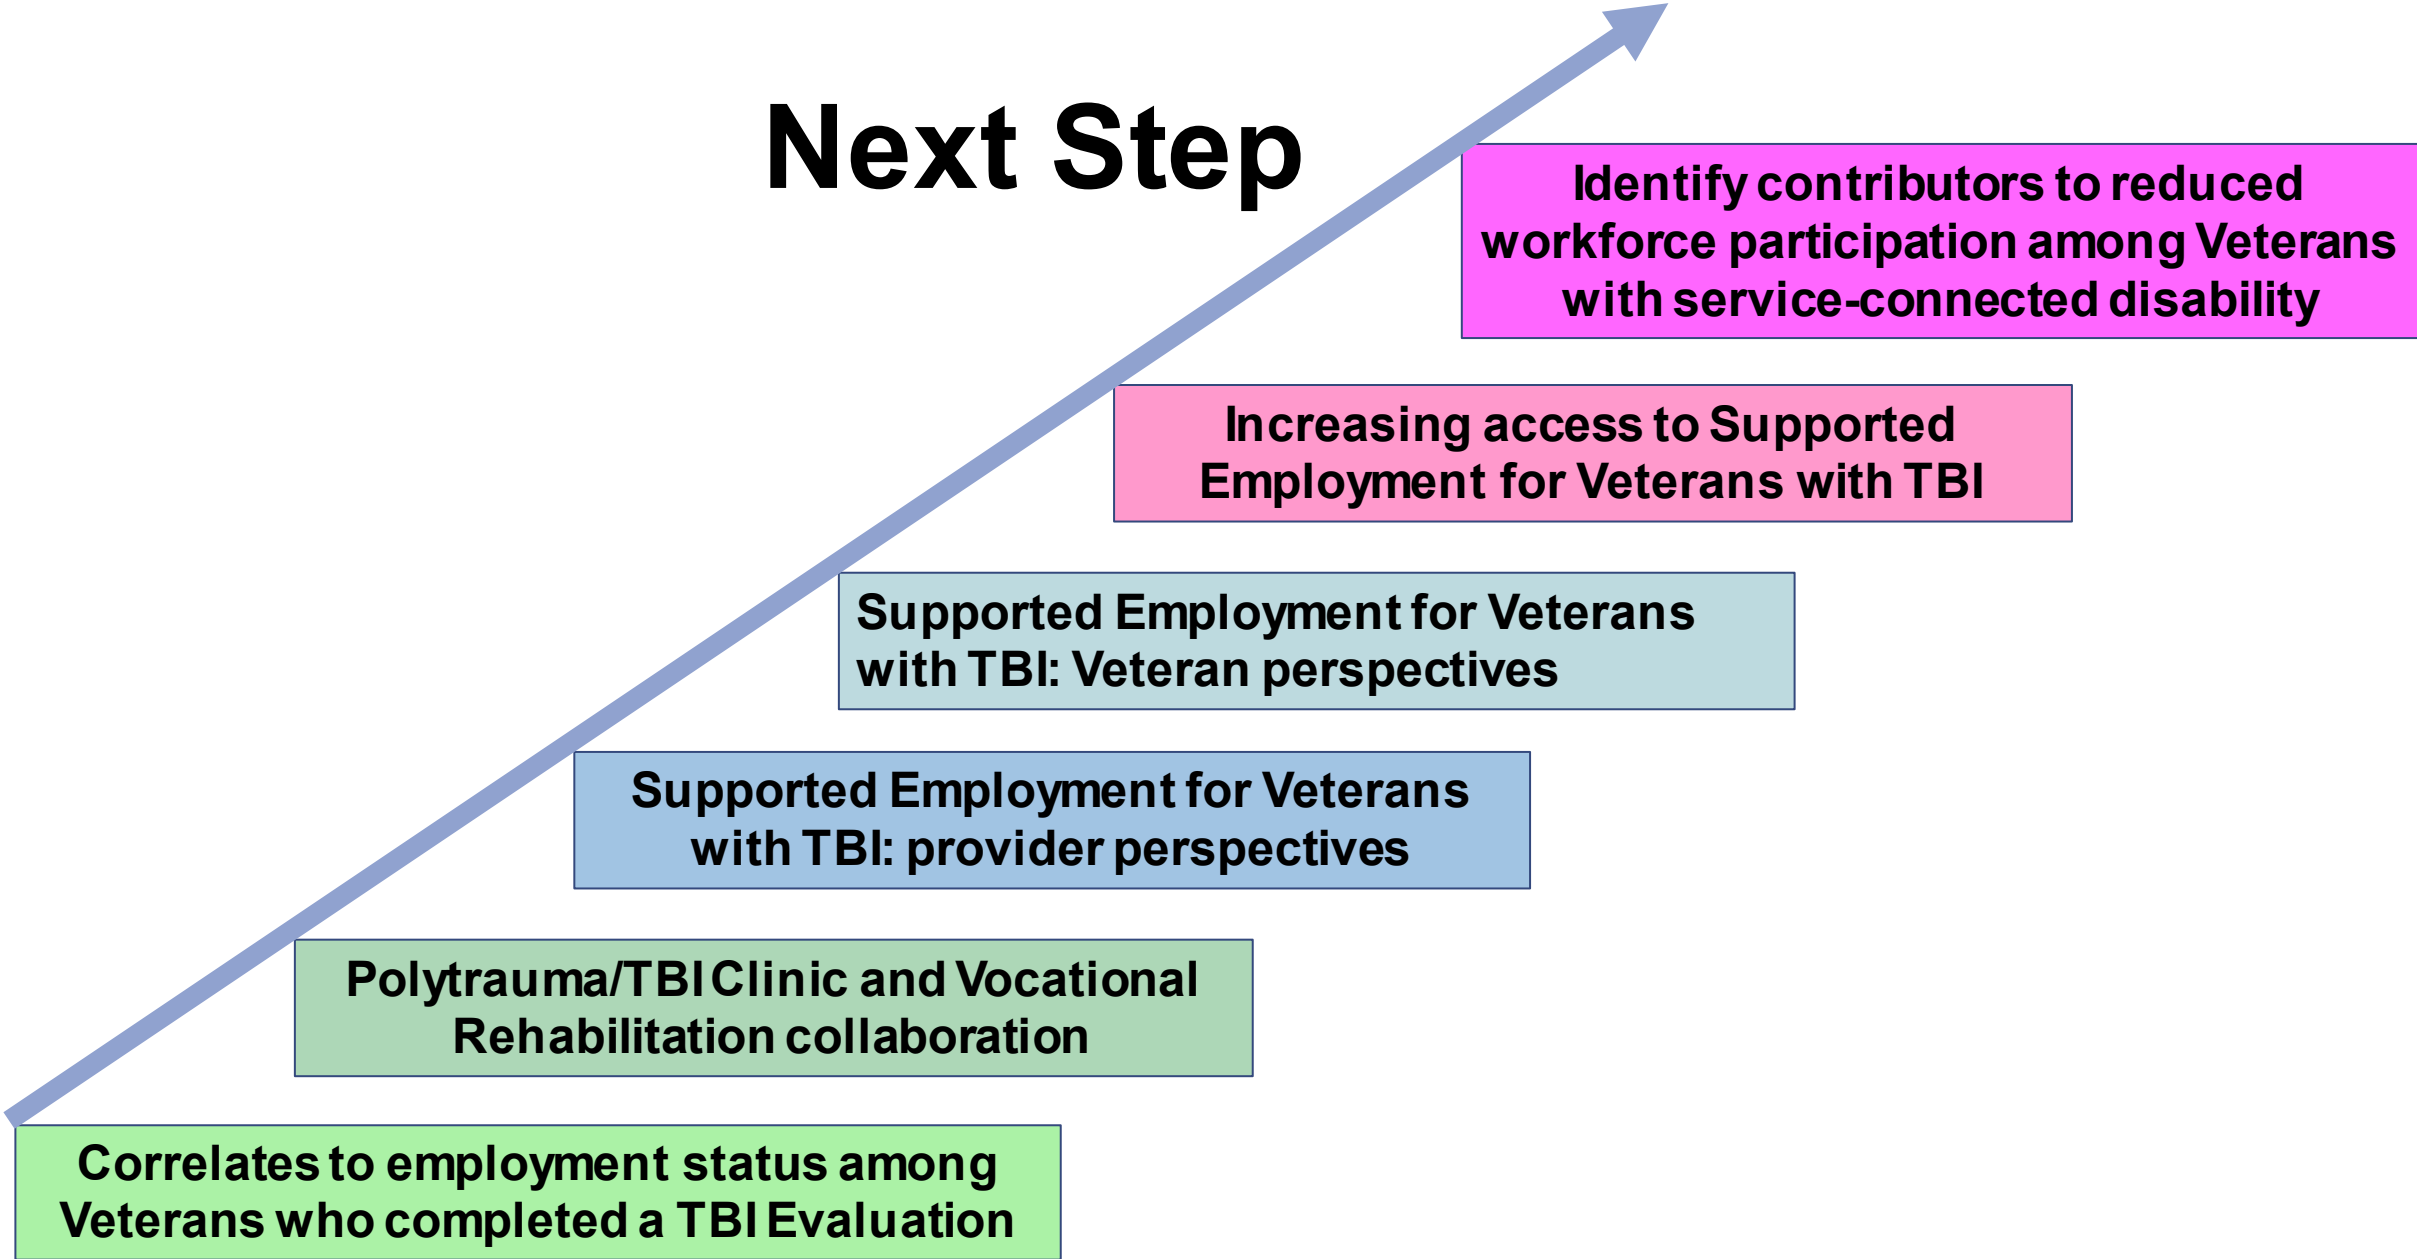 Next Step
Identify contributors to reduced
workforce participation among Veterans
with service-connected disability
Increasing access to Supported
Employment for Veterans with TBI
Supported Employment for Veterans
with TBI: Veteran perspectives
Supported Employment for Veterans
with TBI: provider perspectives
Polytrauma/TBI Clinic and Vocational
Rehabilitation collaboration
Correlates to employment status among
Veterans who completed a TBI Evaluation